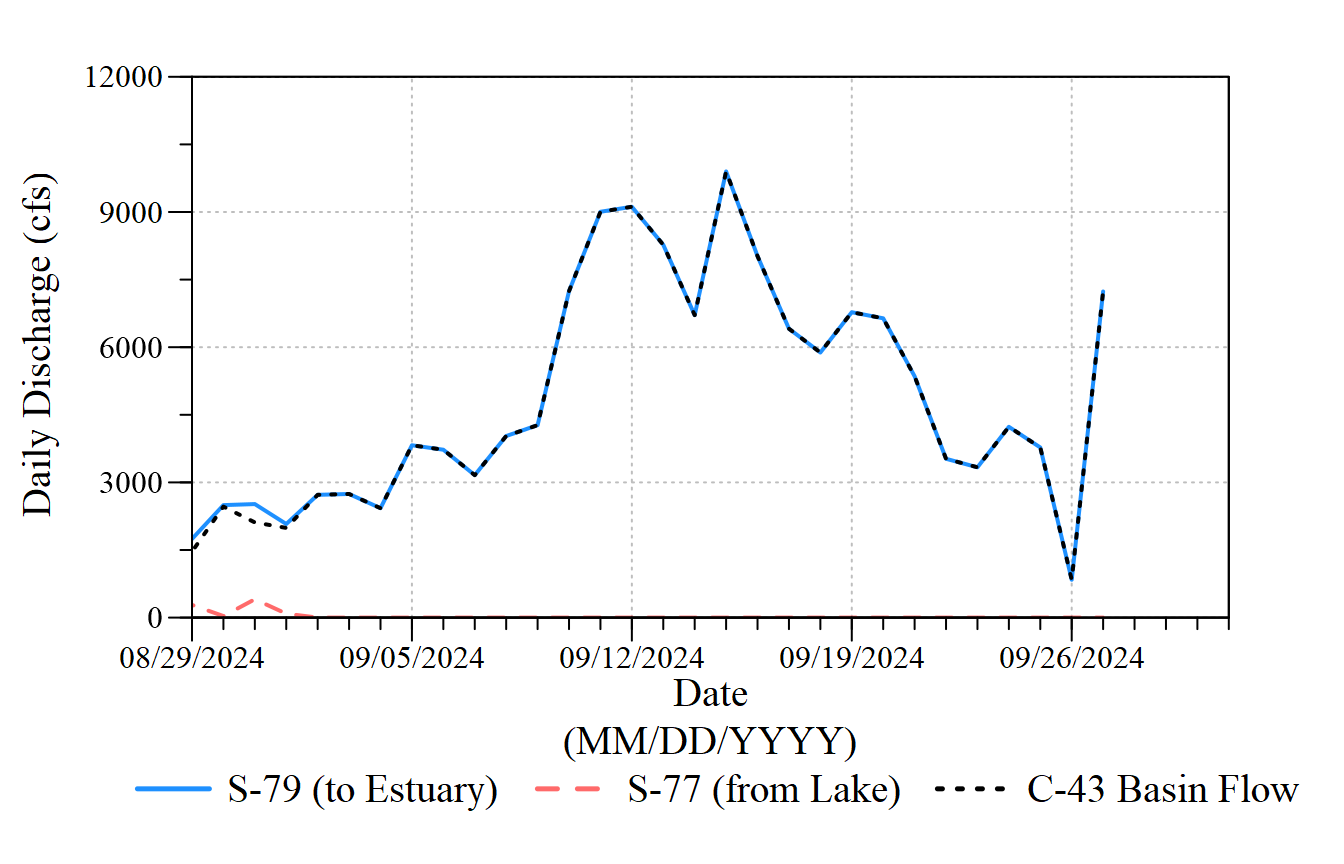 12000
9000
6000
3000
0
Daily Discharge (cfs)
08/29/2024 09/05/2024 09/12/2024 09/19/2024 09/26/2024
Date
(MM/DD/YYYY)
S-79 (to Estuary) S-77 (from Lake) C-43 Basin Flow